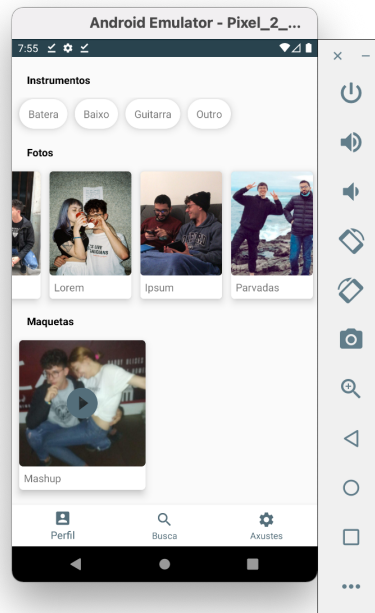 Android Emulator - Pixel_2_...
7:55
Instrumentos
Batera Baixo Guitarra Outro
Fotos
Lorem Ipsum Parvadas
Maquetas
Mashup
Perfil Busca Axustes